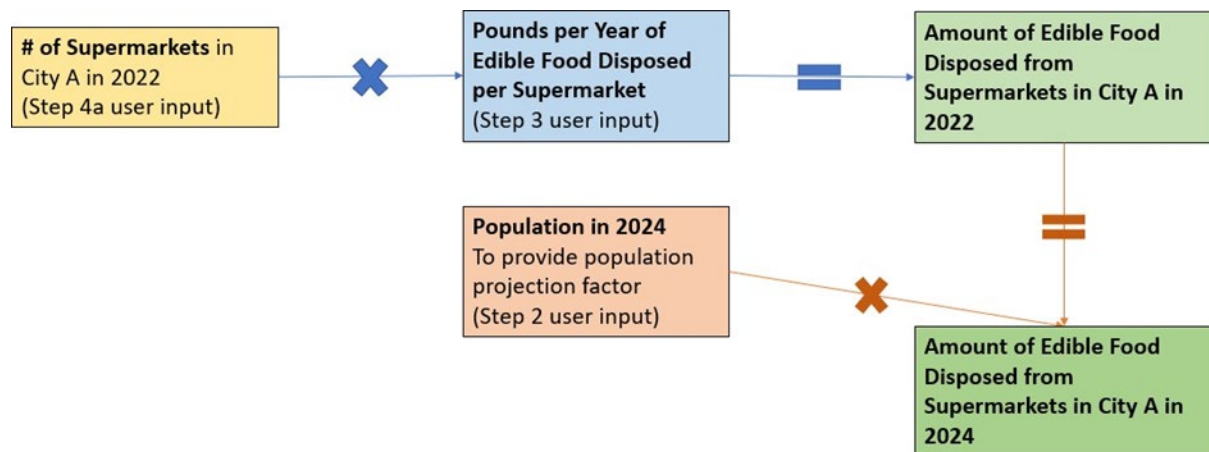 # of Supermarkets in
City A in 2022
(Step 4a user input)
Pounds per Year of
Edible Food Disposed
per Supermarket
(Step 3 user input)
Amount of Edible Food
Disposed from
Supermarkets in City A in
2022
Population in 2024
To provide population
projection factor
(Step 2 user input)
Amount of Edible Food
Disposed from
Supermarkets in City A in
2024